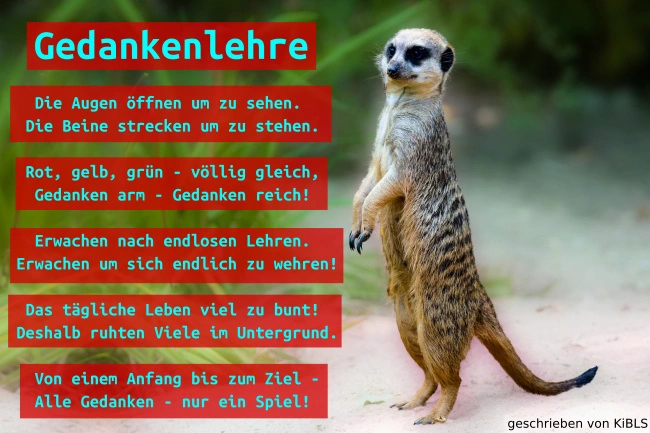 Gedankenlehre
Die Augen öffnen um zu sehen.
Die Beine strecken um zu stehen.
Rot, gelb, grün - völlig gleich,
Gedanken arm - Gedanken reich!
Erwachen nach endlosen Lehren.
Erwachen um sich endlich zu wehren!
Das tägliche Leben viel zu bunt!
Deshalb ruhten Viele im Untergrund.
Von einem Anfang bis zum Ziel -
Alle Gedanken - nur ein Spiel!
geschrieben von KiBLS